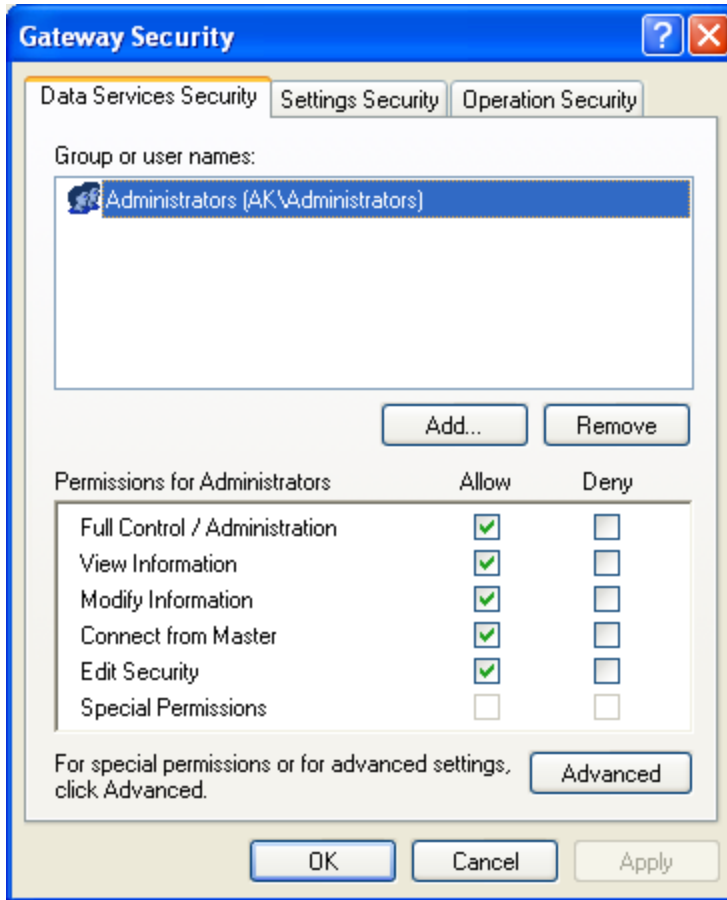 Gateway Security
Data Services Security Settings Security Operation Security
Group or user names:
Administrators (AK\Administrators)
Add... Remove
Permissions for Administrators Allow Deny
Full Control / Administration
View Information
Modify Information
Connect from Master
Edit Security
Special Permissions
For special permissions or for advanced settings,
click Advanced.
Advanced
OK Cancel Apply